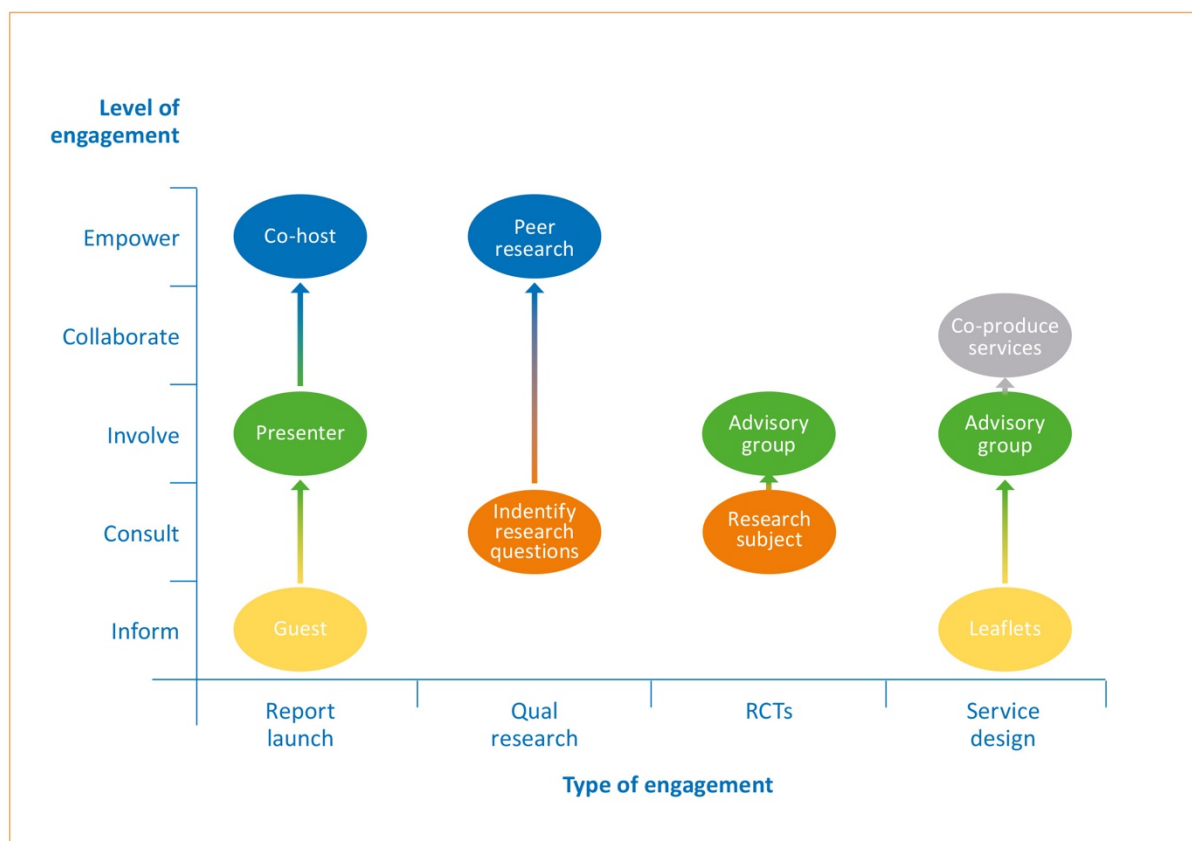 Level of
engagement
Empower
Co-host
Peer
research
Collaborate
Co-produce
services
Involve
Presenter
Advisory
group
Advisory
group
Consult
Indentify
research
questions
Research
subject
Inform
Guest
Leaflets
Report
launch
Qual
research
RCTs
Service
design
Type of engagement